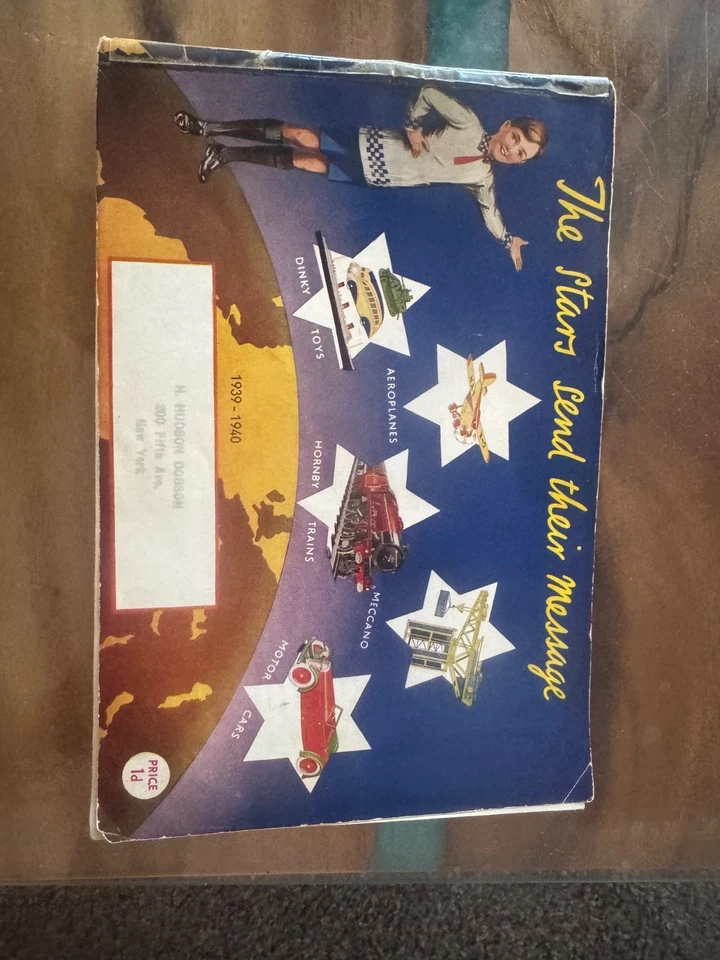 The Stars Send their Message
AEROPLANES
MECCANO
DINKY TOYS
HORNBY TRAINS
MOTOR CARS
1939-1940
H. HUDSON DOBSON
200 Fifth Ave.
New York
PRICE
1d